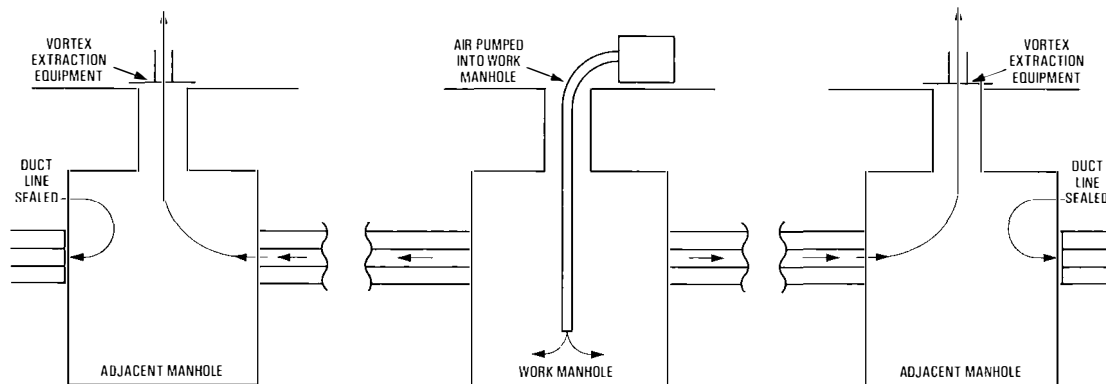 VORTEX
EXTRACTION
EQUIPMENT
AIR PUMPED
INTO WORK
MANHOLE
VORTEX
EXTRACTION
EQUIPMENT
DUCT
LINE
SEALED
DUCT
LINE
SEALED
ADJACENT MANHOLE
WORK MANHOLE
ADJACENT MANHOLE